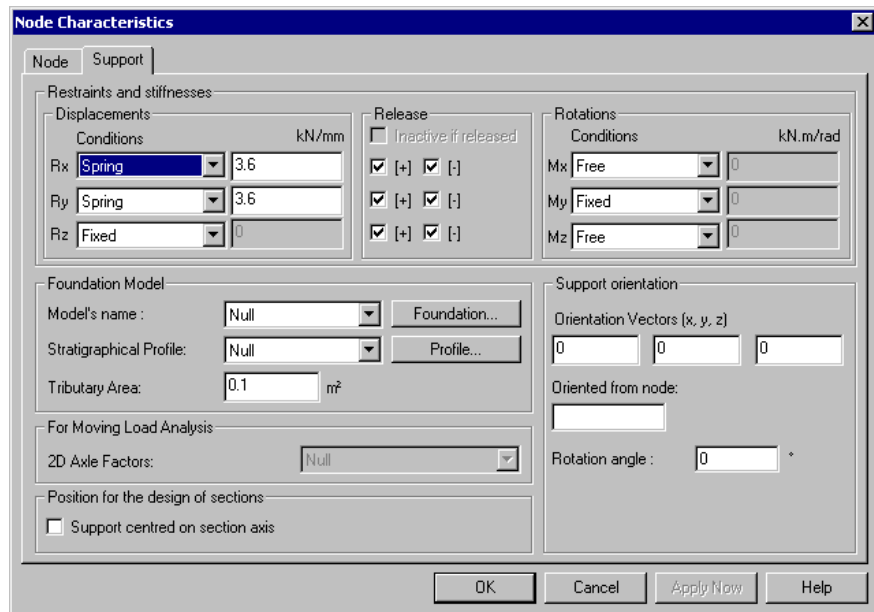 Node Characteristics
Node Support
Restraints and stiffnesses
Displacements
Conditions kN/mm
Rx Spring 3.6
Ry Spring 3.6
Rz Fixed 0
Release
Inactive if released
[+] [-]
[+] [-]
[+] [-]
Rotations
Conditions kN.m/rad
Mx Free 0
My Fixed 0
Mz Free 0
Foundation Model
Model's name : Null Foundation...
Stratigraphical Profile: Null Profile...
Tributary Area: 0.1 m²
For Moving Load Analysis
2D Axle Factors: Null
Position for the design of sections
Support centred on section axis
Support orientation
Orientation Vectors (x, y, z)
0 0 0
Oriented from node:
Rotation angle : 0 °
OK Cancel Apply Now Help